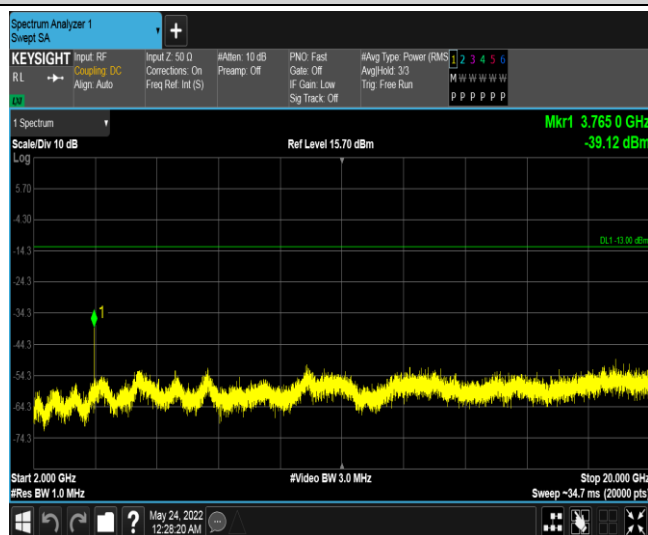 Spectrum Analyzer 1
Swept SA
KEYSIGHT
RL
LXI
Input: RF
Coupling: DC
Align: Auto
Input Z: 50 Ω
Corrections: On
Freq Ref: Int (S)
#Atten: 10 dB
Preamp: Off
PNO: Fast
Gate: Off
IF Gain: Low
Sig Track: Off
#Avg Type: Power (RMS
Avg|Hold: 3/3
Trig: Free Run
1 2 3 4 5 6
M W W W W W
P P P P P P
1 Spectrum
Scale/Div 10 dB
Log
Ref Level 15.70 dBm
Mkr1 3.765 0 GHz
-39.12 dBm
5.70
-4.30
DL1 -13.00 dBm
-14.3
-24.3
-34.3
1
-44.3
-54.3
-64.3
-74.3
Start 2.000 GHz
#Video BW 3.0 MHz
Stop 20.000 GHz
#Res BW 1.0 MHz
Sweep ~34.7 ms (20000 pts)
?
May 24, 2022
12:28:20 AM